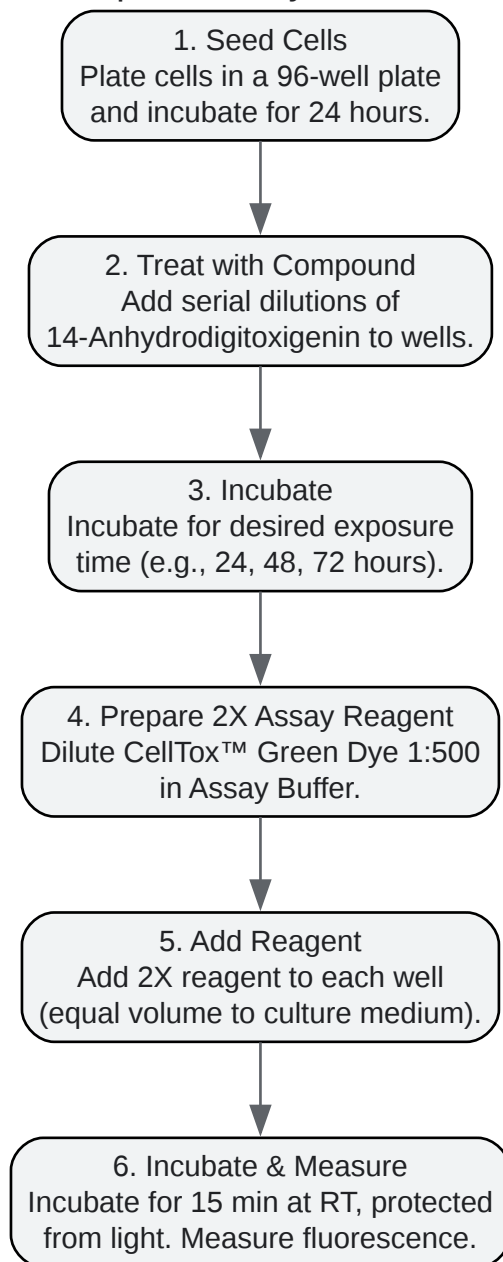 1. Seed Cells
Plate cells in a 96-well plate
and incubate for 24 hours.
2. Treat with Compound
Add serial dilutions of
14-Anhydrodigitoxigenin to wells.
3. Incubate
Incubate for desired exposure
time (e.g., 24, 48, 72 hours).
4. Prepare 2X Assay Reagent
Dilute CellTox™ Green Dye 1:500
in Assay Buffer.
5. Add Reagent
Add 2X reagent to each well
(equal volume to culture medium).
6. Incubate & Measure
Incubate for 15 min at RT, protected
from light. Measure fluorescence.